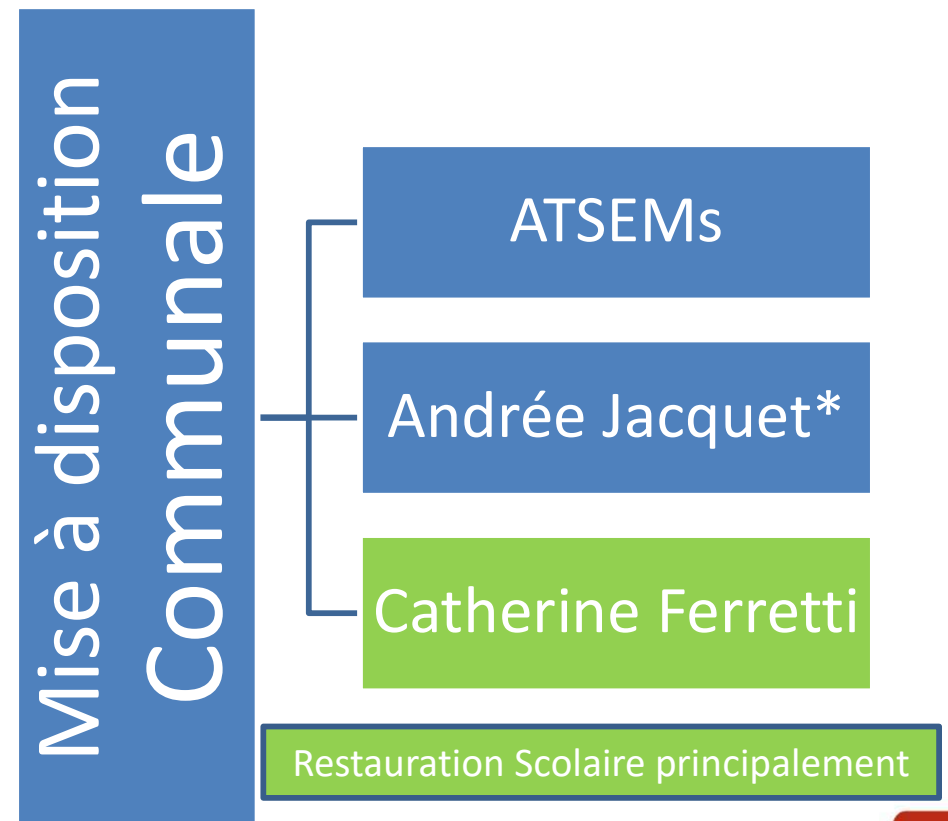 Mise à disposition
Communale
ATSEMs
Andrée Jacquet*
Catherine Ferretti
Restauration Scolaire principalement